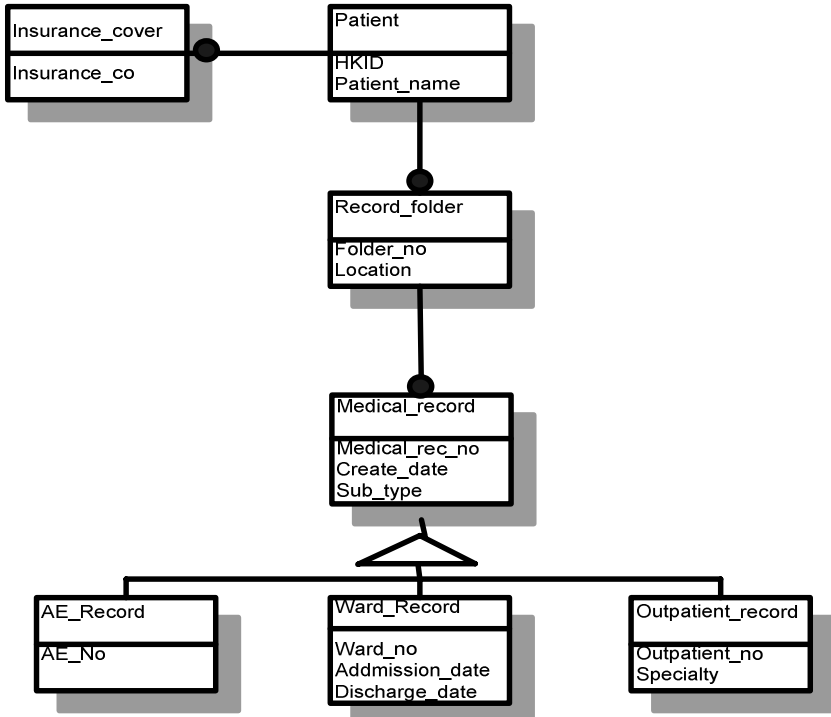 Insurance_cover
Insurance_co
Patient
HKID
Patient_name
Record_folder
Folder_no
Location
Medical_record
Medical_rec_no
Create_date
Sub_type
AE_Record
AE_No
Ward_Record
Ward_no
Addmission_date
Discharge_date
Outpatient_record
Outpatient_no
Specialty